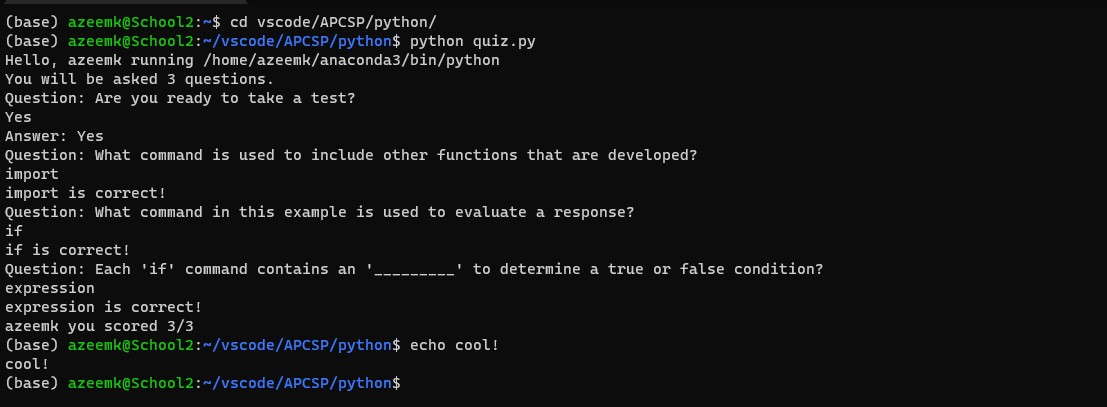 (base) azeemk@School2:~$ cd vscode/APCSP/python/
(base) azeemk@School2:~/vscode/APCSP/python$ python quiz.py
Hello, azeemk running /home/azeemk/anaconda3/bin/python
You will be asked 3 questions.
Question: Are you ready to take a test?
Yes
Answer: Yes
Question: What command is used to include other functions that are developed?
import
import is correct!
Question: What command in this example is used to evaluate a response?
if
if is correct!
Question: Each 'if' command contains an '_________' to determine a true or false condition?
expression
expression is correct!
azeemk you scored 3/3
(base) azeemk@School2:~/vscode/APCSP/python$ echo cool!
cool!
(base) azeemk@School2:~/vscode/APCSP/python$